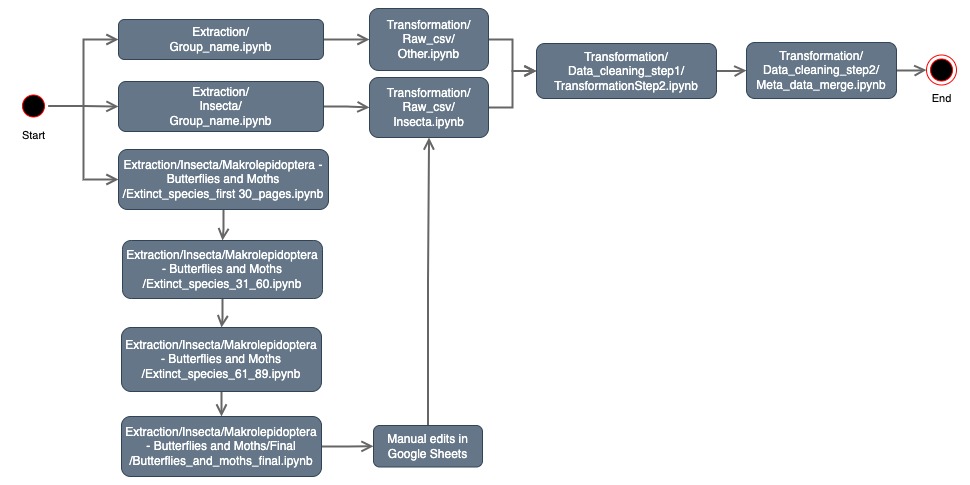 Extraction/
Group_name.ipynb
Transformation/
Raw_csv/
Other.ipynb
Transformation/
Data_cleaning_step1/
TransformationStep2.ipynb
Transformation/
Data_cleaning_step2/
Meta_data_merge.ipynb
End
Start
Extraction/
Insecta/
Group_name.ipynb
Transformation/
Raw_csv/
Insecta.ipynb
Extraction/Insecta/Makrolepidoptera -
Butterflies and Moths
/Extinct_species_first 30_pages.ipynb
Extraction/Insecta/Makrolepidoptera
- Butterflies and Moths
/Extinct_species_31_60.ipynb
Extraction/Insecta/Makrolepidoptera
- Butterflies and Moths
/Extinct_species_61_89.ipynb
Extraction/Insecta/Makrolepidoptera
- Butterflies and Moths/Final
/Butterflies_and_moths_final.ipynb
Manual edits in
Google Sheets